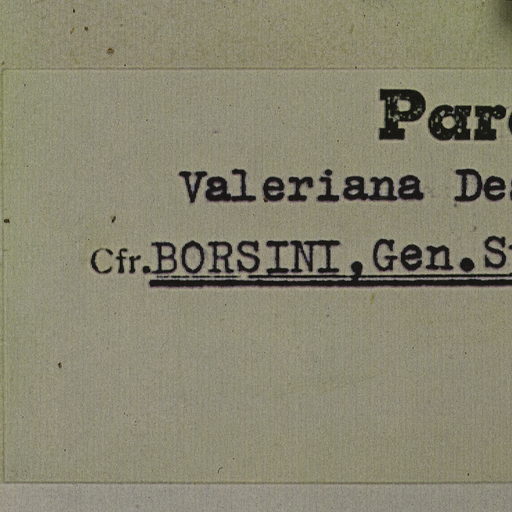 Par
Valeriana De
Cfr.BORSINI,Gen.S